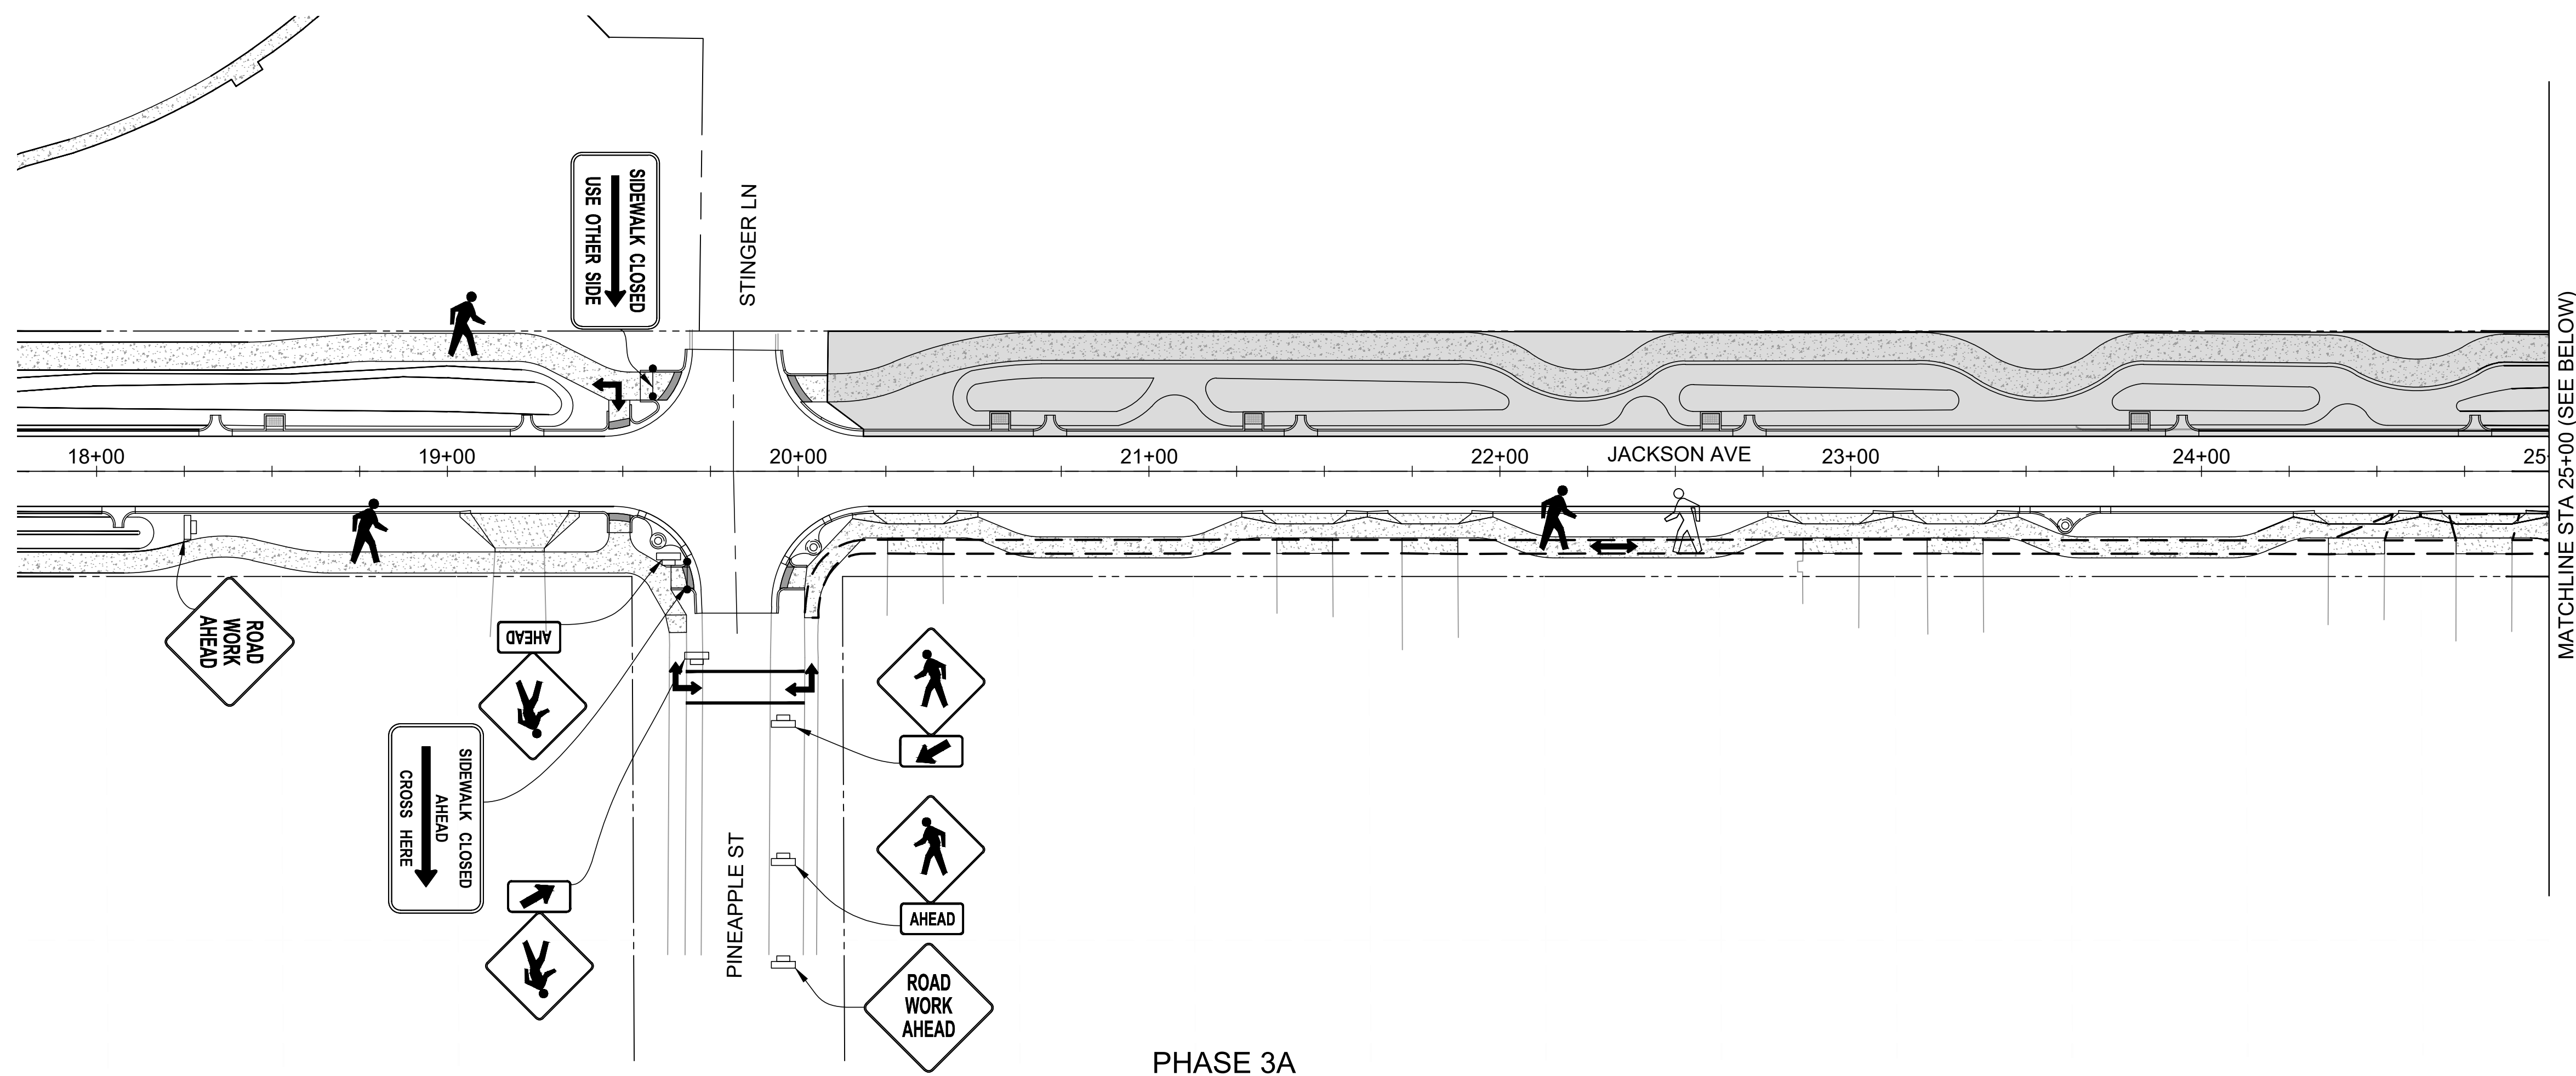 SIDEWALK CLOSED
USE OTHER SIDE
STINGER LN
MATCHLINE STA 25+00 (SEE BELOW)
18+00
19+00
20+00
21+00
22+00
JACKSON AVE
23+00
24+00
25+
ROAD
WORK
AHEAD
AHEAD
SIDEWALK CLOSED
AHEAD
CROSS HERE
PINEAPPLE ST
AHEAD
ROAD
WORK
AHEAD
PHASE 3A